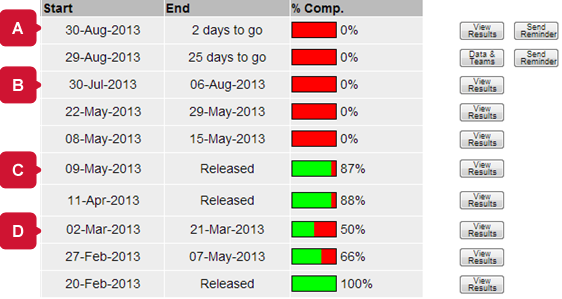 Start End % Comp.
A 30-Aug-2013 2 days to go 0% View Results Send Reminder
29-Aug-2013 25 days to go 0% Data & Teams Send Reminder
B 30-Jul-2013 06-Aug-2013 0% View Results
22-May-2013 29-May-2013 0% View Results
08-May-2013 15-May-2013 0% View Results
C 09-May-2013 Released 87% View Results
11-Apr-2013 Released 88% View Results
D 02-Mar-2013 21-Mar-2013 50% View Results
27-Feb-2013 07-May-2013 66% View Results
20-Feb-2013 Released 100% View Results